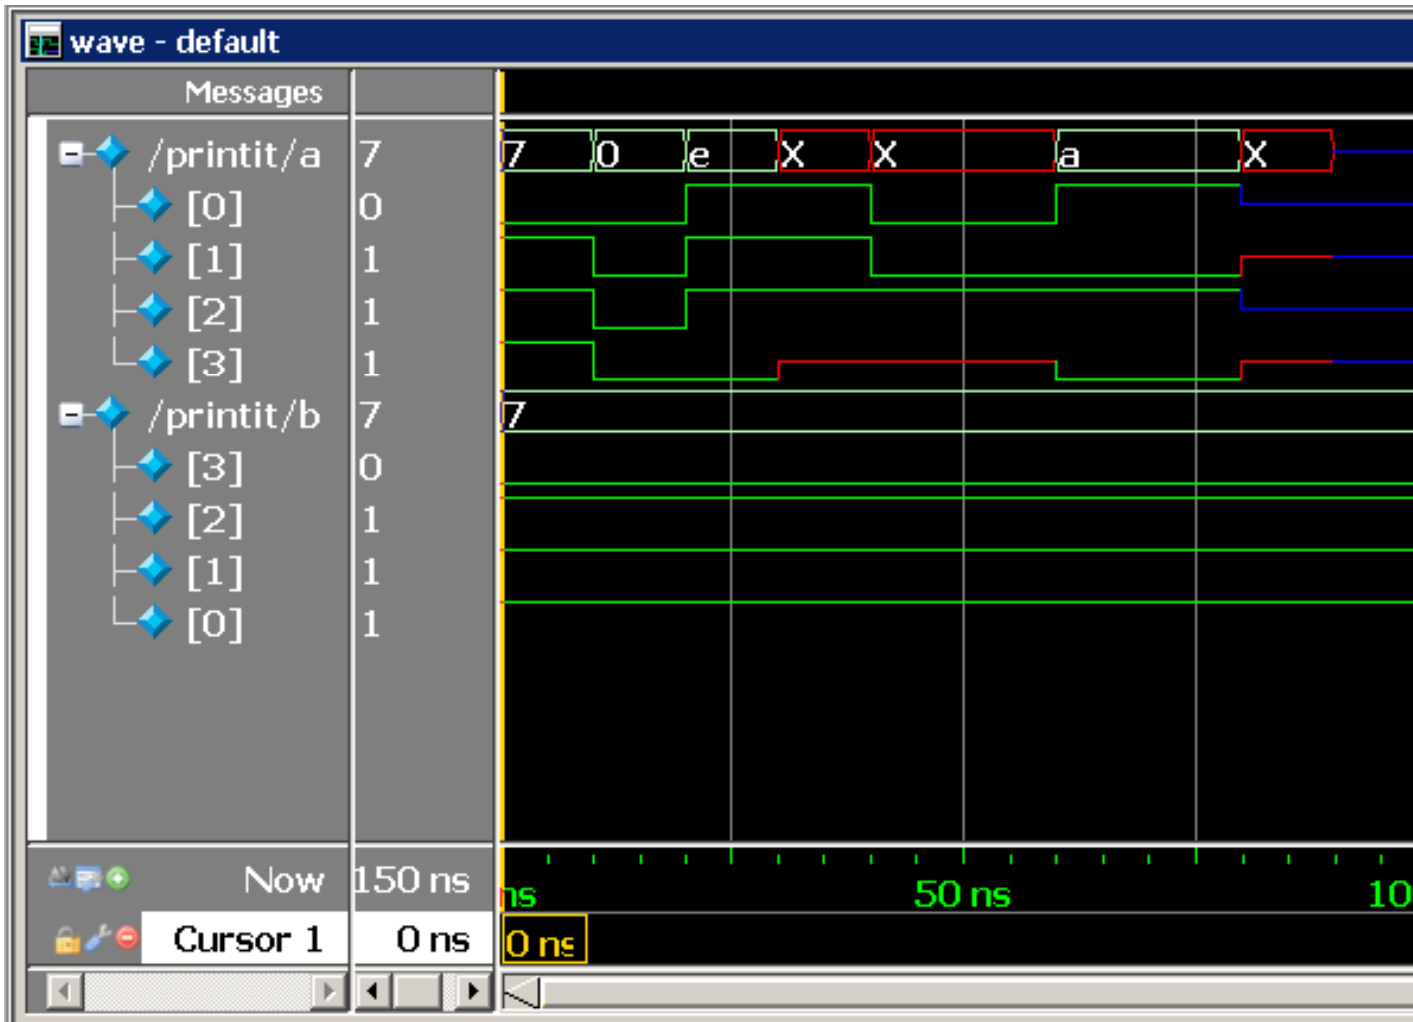 wave - default
Messages
/printit/a 7 7 0 e X X a X
[0] 0
[1] 1
[2] 1
[3] 1
/printit/b 7 7
[3] 0
[2] 1
[1] 1
[0] 1
Now 150 ns ns 50 ns 10
Cursor 1 0 ns 0 ns